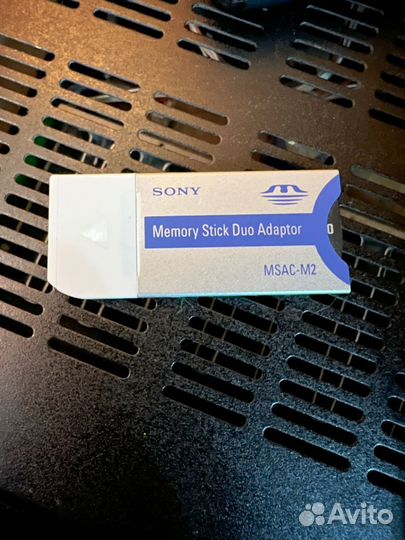 SONY
Memory Stick Duo Adaptor
MSAC-M2
Avito